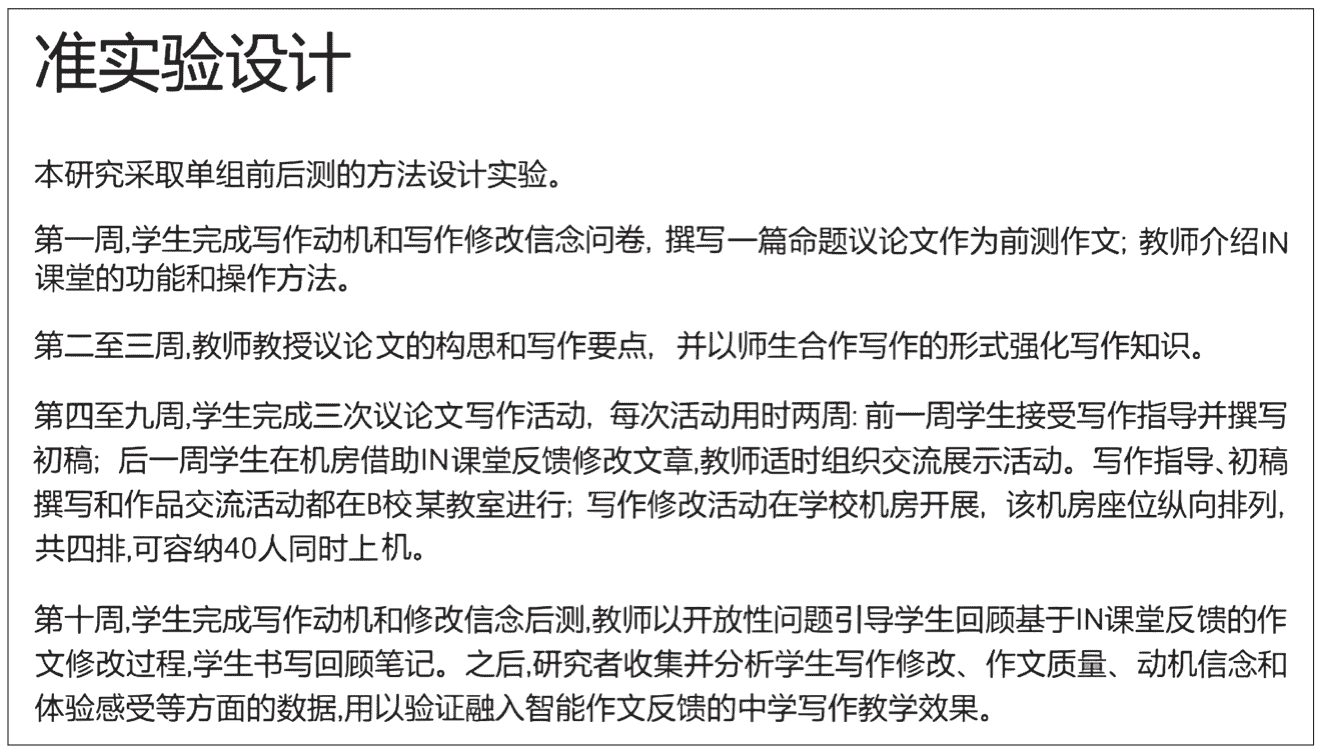 准实验设计
本研究采取单组前后测的方法设计实验。
第一周,学生完成写作动机和写作修改信念问卷, 撰写一篇命题议论文作为前测作文; 教师介绍IN
课堂的功能和操作方法。
第二至三周,教师教授议论文的构思和写作要点, 并以师生合作写作的形式强化写作知识。
第四至九周,学生完成三次议论文写作活动, 每次活动用时两周: 前一周学生接受写作指导并撰写
初稿; 后一周学生在机房借助IN课堂反馈修改文章,教师适时组织交流展示活动。写作指导、初稿
撰写和作品交流活动都在B校某教室进行; 写作修改活动在学校机房开展, 该机房座位纵向排列,
共四排,可容纳40人同时上机。
第十周,学生完成写作动机和修改信念后测,教师以开放性问题引导学生回顾基于IN课堂反馈的作
文修改过程,学生书写回顾笔记。之后,研究者收集并分析学生写作修改、作文质量、动机信念和
体验感受等方面的数据,用以验证融入智能作文反馈的中学写作教学效果。